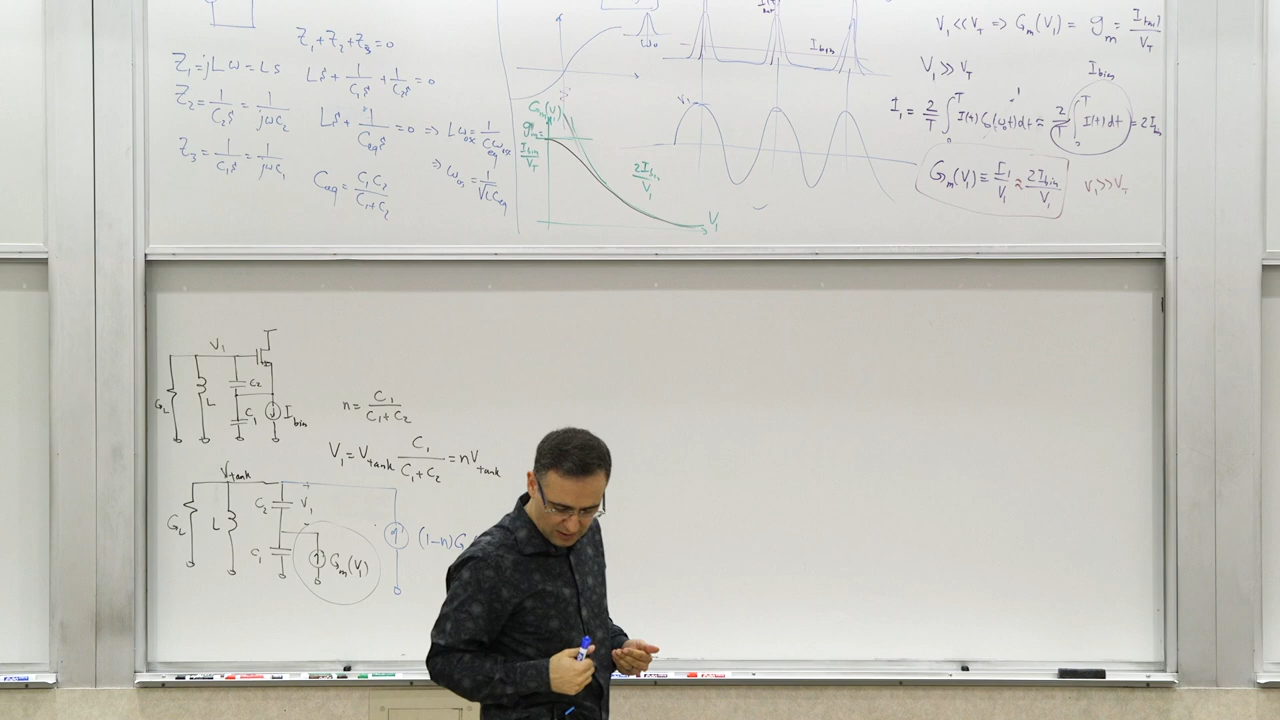 Z₁+Z₂+Z₃=0
Z₁=jLω=LS
LS+1/C₁S+1/C₂S=0
Z₂=1/C₂S=1/jωC₂
LS+1/C_eq S=0 ⇒ Lω_osc=1/C_eq ω_osc
Z₃=1/C₁S=1/jωC₁
⇒ ω_osc=1/√LC_eq
C_eq=C₁C₂/C₁+C₂
ω₀
I(t)
I_bias
V₁
G_m(V₁)
g_m=
I_bias/V_T
2I_bias/V₁
V₁
V₁<<V_T ⇒ G_m(V₁)=g_m=I_bias/V_T
V₁>>V_T
I_bias
I₁=2/T ∫₀ᵀ I(t)Cos(ω₀t)dt≈2/T ∫₀ᵀ I(t)dt=2I_bias
G_m(V₁)≡I₁/V₁≈2I_bias/V₁
V₁>>V_T
V₁
G_L
L
C₂
C₁
I_bias
n=C₁/C₁+C₂
V₁=V_tank C₁/C₁+C₂=nV_tank
V_tank
G_L
L
C₂
+
V₁
-
C₁
G_m(V₁)
(1-n)G